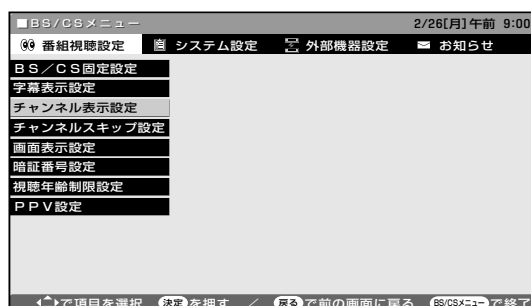 ■BS/CSメニュー 2/26[月]午前 9:00
番組視聴設定 システム設定 外部機器設定 お知らせ
BS／CS固定設定
字幕表示設定
チャンネル表示設定
チャンネルスキップ設定
画面表示設定
暗証番号設定
視聴年齢制限設定
PPV設定
で項目を選択 決定を押す ／ 戻るで前の画面に戻る BS/CSメニューで終了